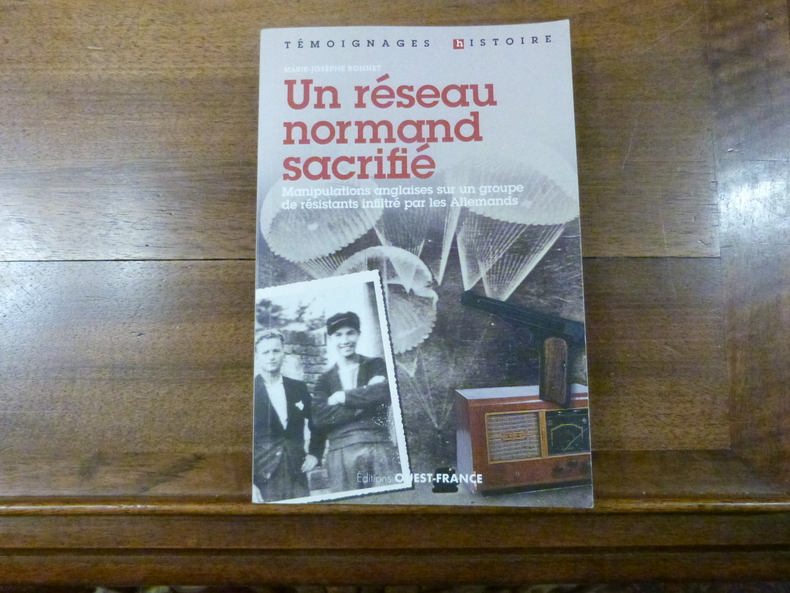 TÉMOIGNAGES hISTOIRE
MARIE-JOSÈPHE BONNET
Un réseau
normand
sacrifié
Manipulations anglaises sur un groupe
de résistants infiltré par les Allemands
Éditions OUEST-FRANCE